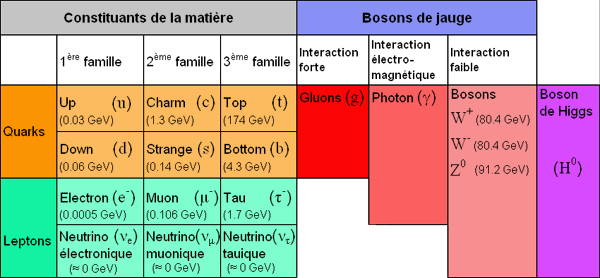 Constituants de la matière
Bosons de jauge
1ère famille
2ème famille
3ème famille
Interaction
forte
Interaction
électro-
magnétique
Interaction
faible
Quarks
Up (u)
(0.03 GeV)
Charm (c)
(1.3 GeV)
Top (t)
(174 GeV)
Down (d)
(0.06 GeV)
Strange (s)
(0.14 GeV)
Bottom (b)
(4.3 GeV)
Gluons (g)
Photon (γ)
Bosons
W+ (80.4 GeV)
W- (80.4 GeV)
Z0 (91.2 GeV)
Boson
de Higgs
(H0)
Leptons
Electron (e-)
(0.0005 GeV)
Muon (μ-)
(0.106 GeV)
Tau (τ-)
(1.7 GeV)
Neutrino (νe)
électronique
(≈ 0 GeV)
Neutrino(νμ)
muonique
(≈ 0 GeV)
Neutrino(ντ)
tauique
(≈ 0 GeV)